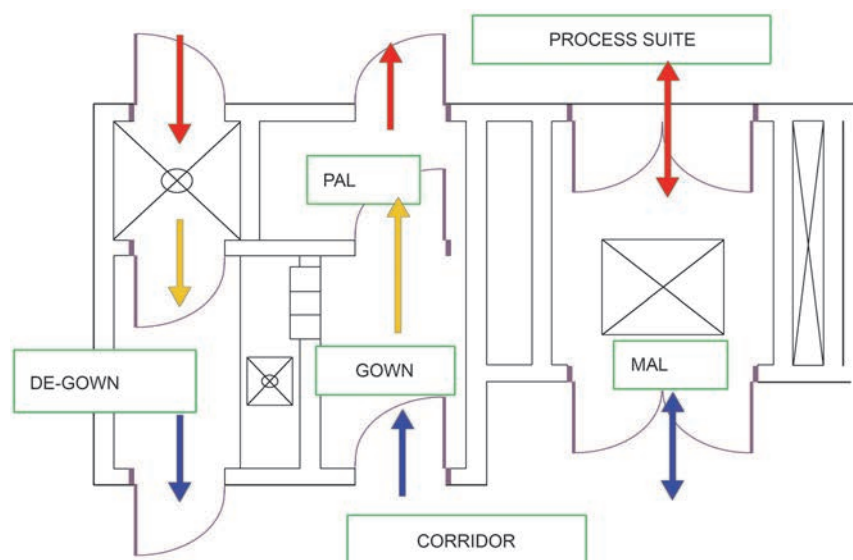 PROCESS SUITE
PAL
DE-GOWN
GOWN
MAL
CORRIDOR